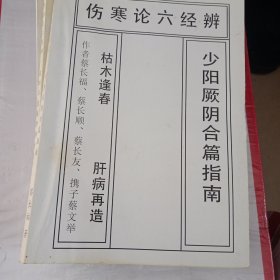 伤寒论六经辨
少阳厥阴合篇指南
枯木逢春
肝病再造
作者蔡长福、蔡长顺、蔡长友、携子蔡文举